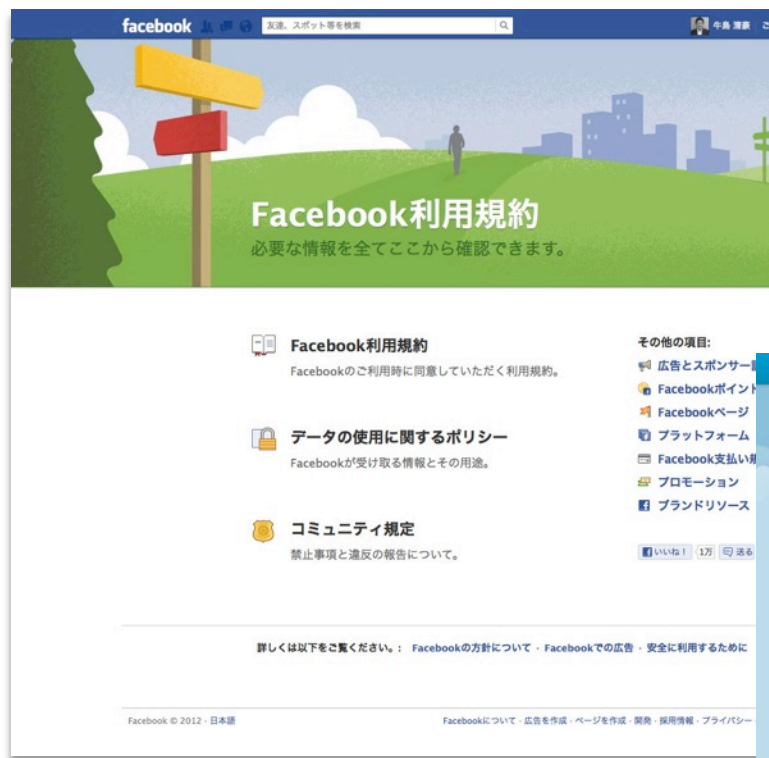 facebook
友達、スポット等を検索
牛島 清豪
Facebook利用規約
必要な情報を全てここから確認できます。
Facebook利用規約
Facebookのご利用時に同意していただく利用規約。
データの使用に関するポリシー
Facebookが受け取る情報とその用途。
コミュニティ規定
禁止事項と違反の報告について。
その他の項目:
広告とスポンサー
Facebookポイント
Facebookページ
プラットフォーム
Facebook支払い
プロモーション
ブランドリソース
いいね! 1万 送る
詳しくは以下をご覧ください。: Facebookの方針について · Facebookでの広告 · 安全に利用するために
Facebook © 2012 · 日本語
Facebookについて · 広告を作成 · ページを作成 · 開発 · 採用情報 · プライバシー